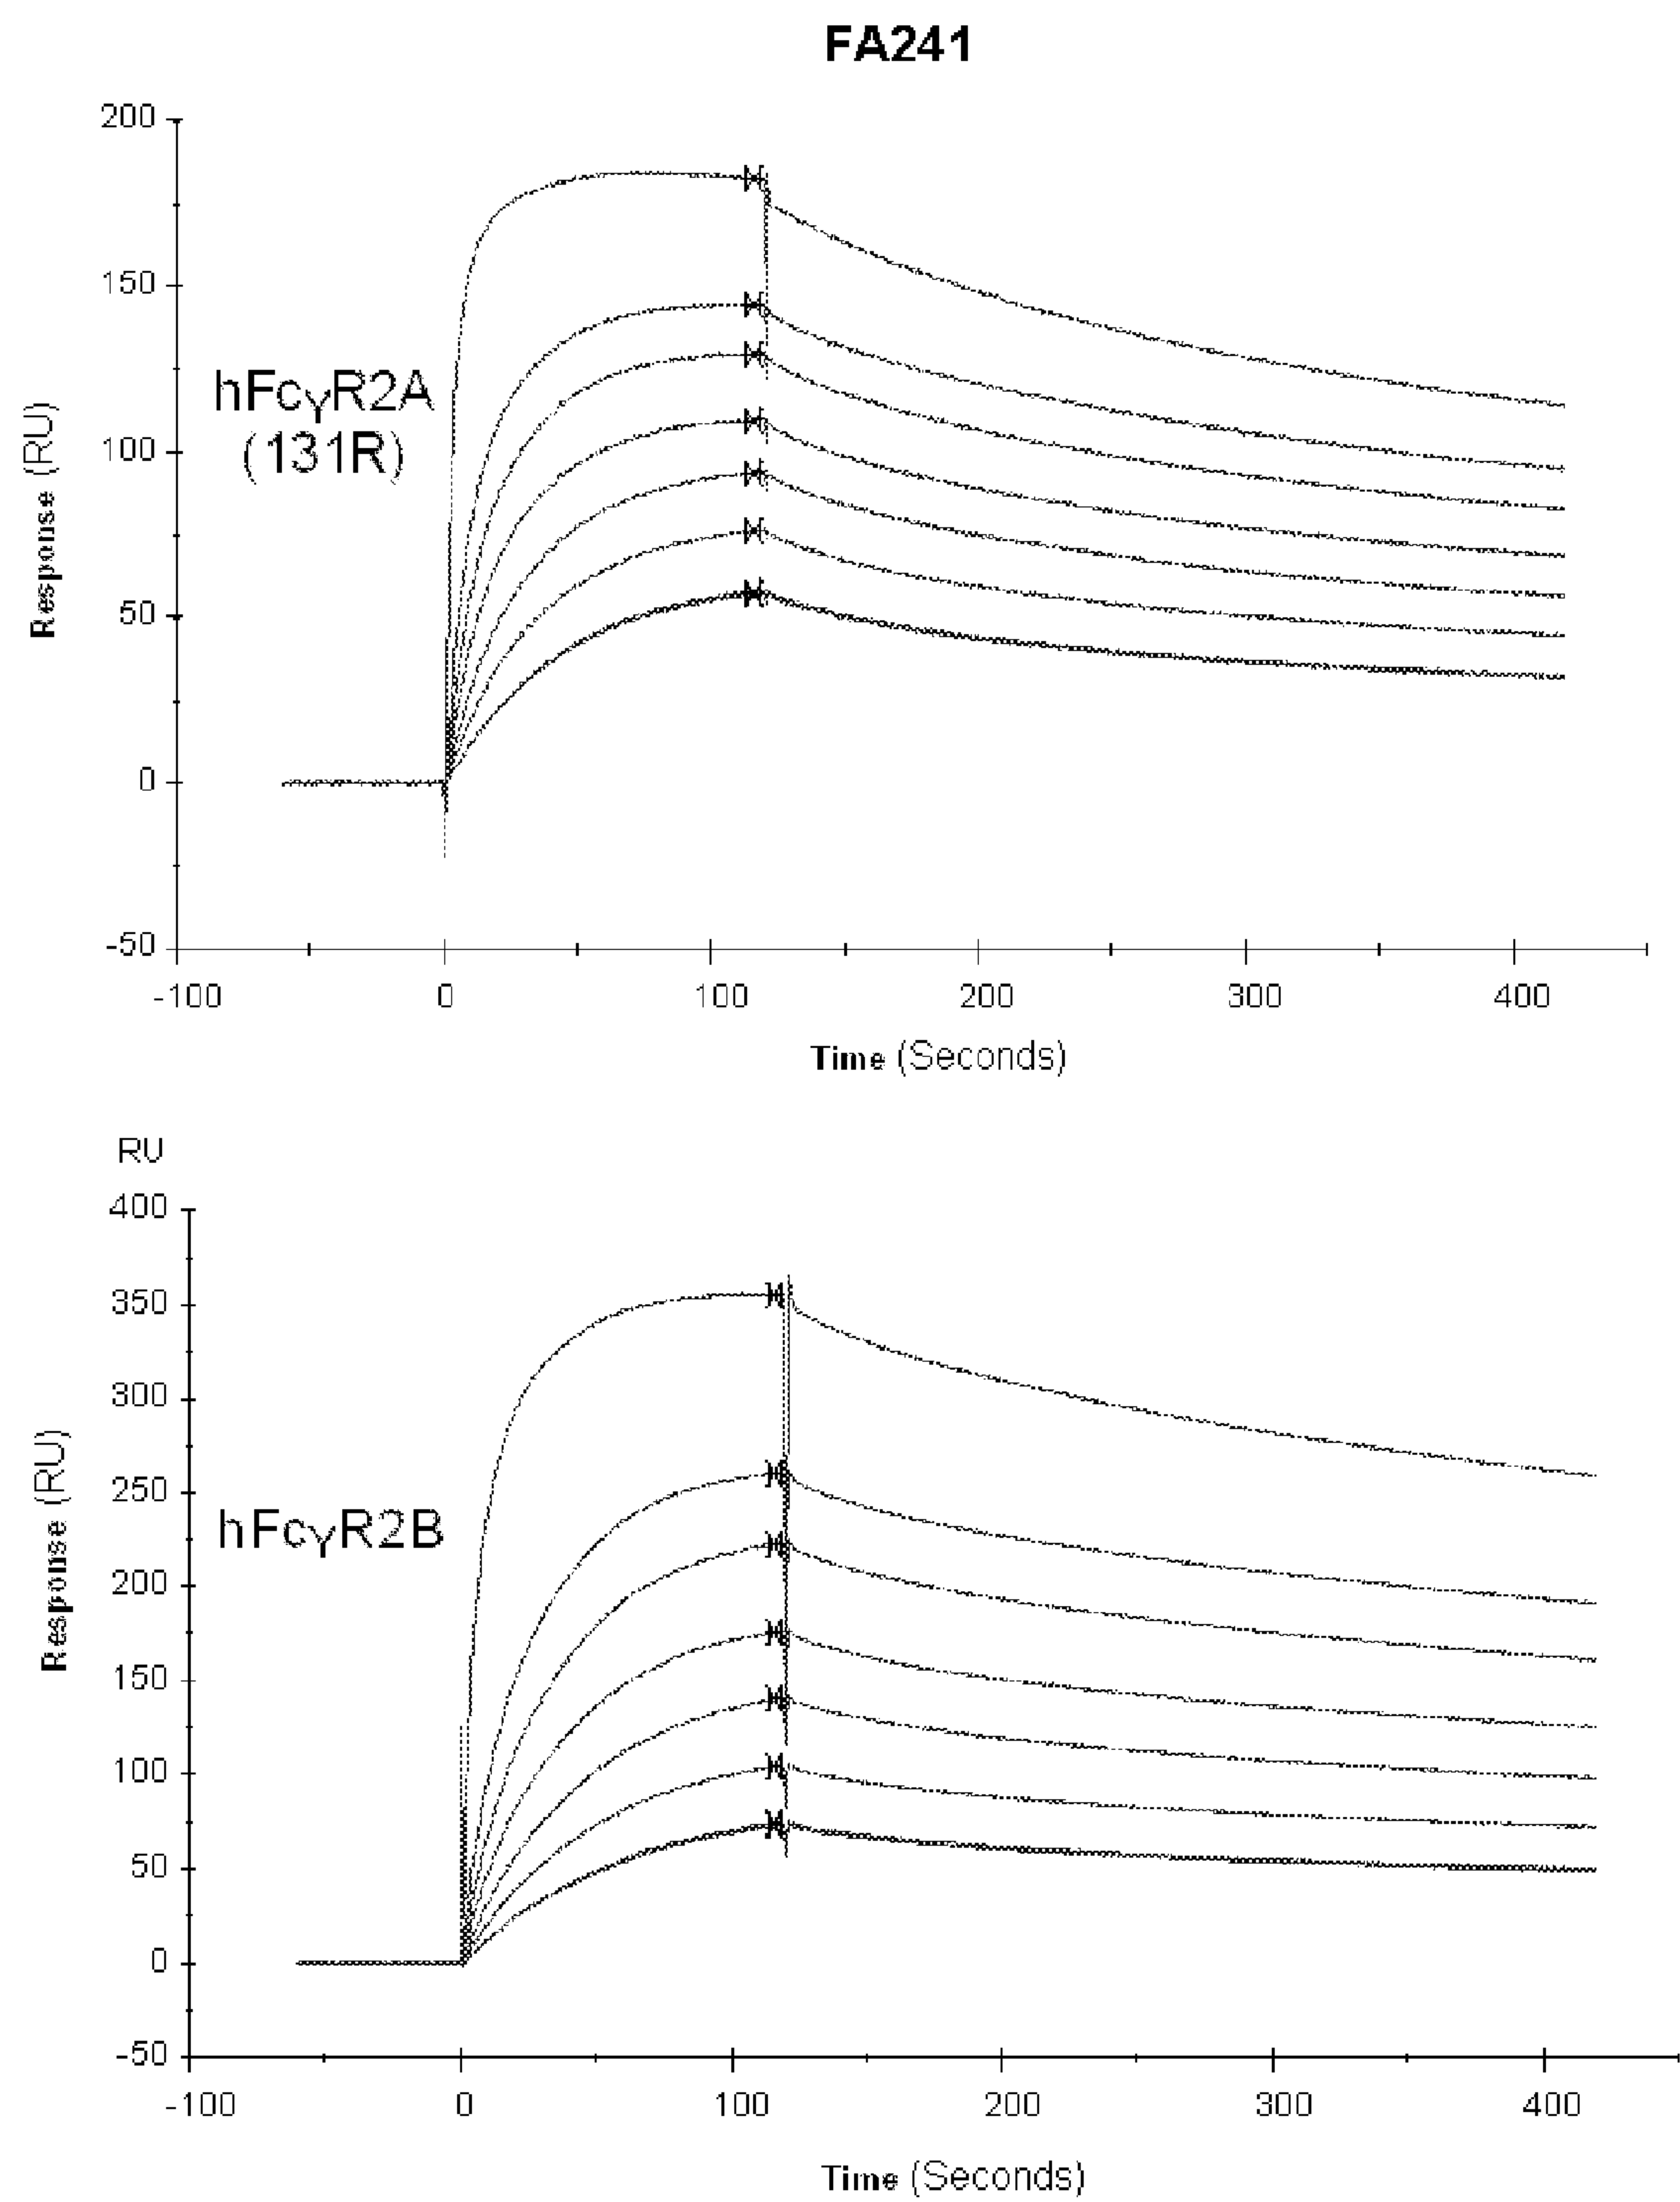 FA241
200
150
100
50
0
-50
hFcγR2A
(131R)
Response (RU)
-100 0 100 200 300 400
Time (Seconds)
RU
400
350
300
250
200
150
100
50
0
-50
hFcγR2B
Response (RU)
-100 0 100 200 300 400
Time (Seconds)